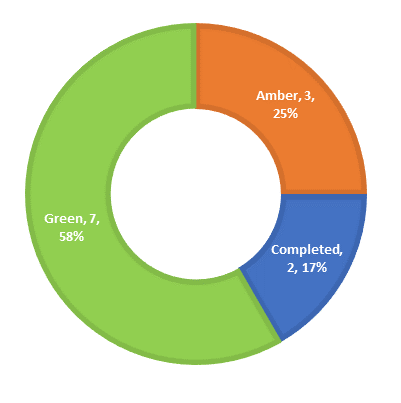 Amber, 3,
25%
Completed,
2, 17%
Green, 7,
58%